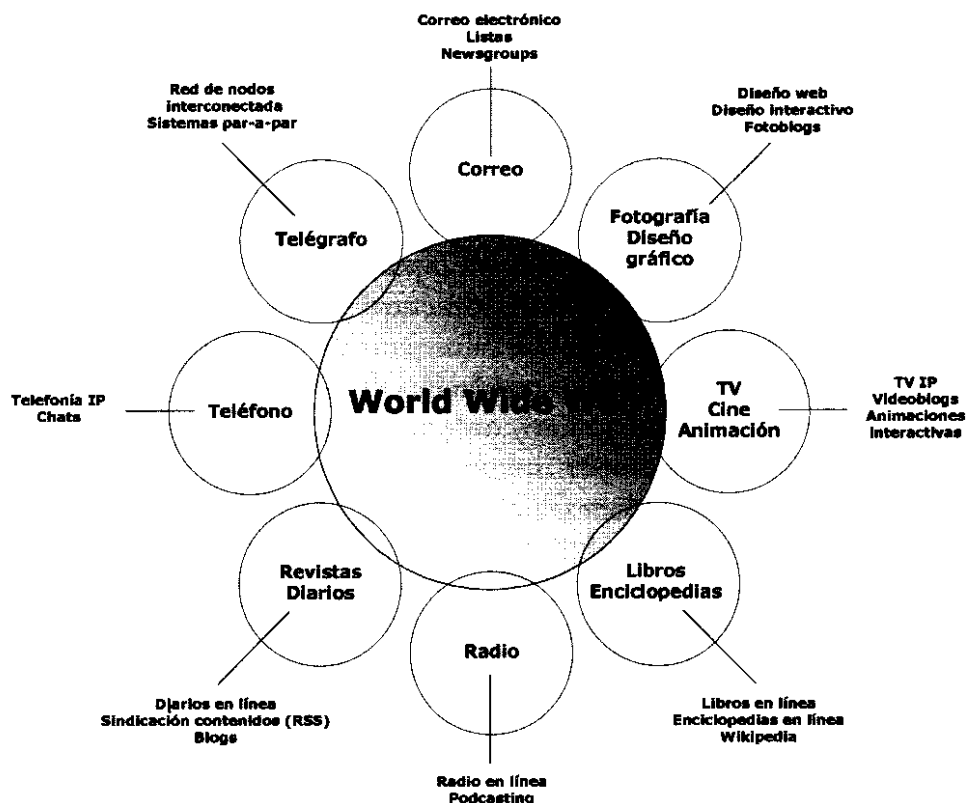 Correo electrónico
Listas
Newsgroups
Red de nodos
interconectada
Sistemas par-a-par
Diseño web
Diseño interactivo
Fotoblogs
Correo
Telégrafo
Fotografía
Diseño
gráfico
Telefonía IP
Chats
Teléfono
World Wide
TV
Cine
Animación
TV IP
Videoblogs
Animaciones
interactivas
Revistas
Diarios
Libros
Enciclopedias
Radio
Diarios en línea
Sindicación contenidos (RSS)
Blogs
Libros en línea
Enciclopedias en línea
Wikipedia
Radio en línea
Podcasting